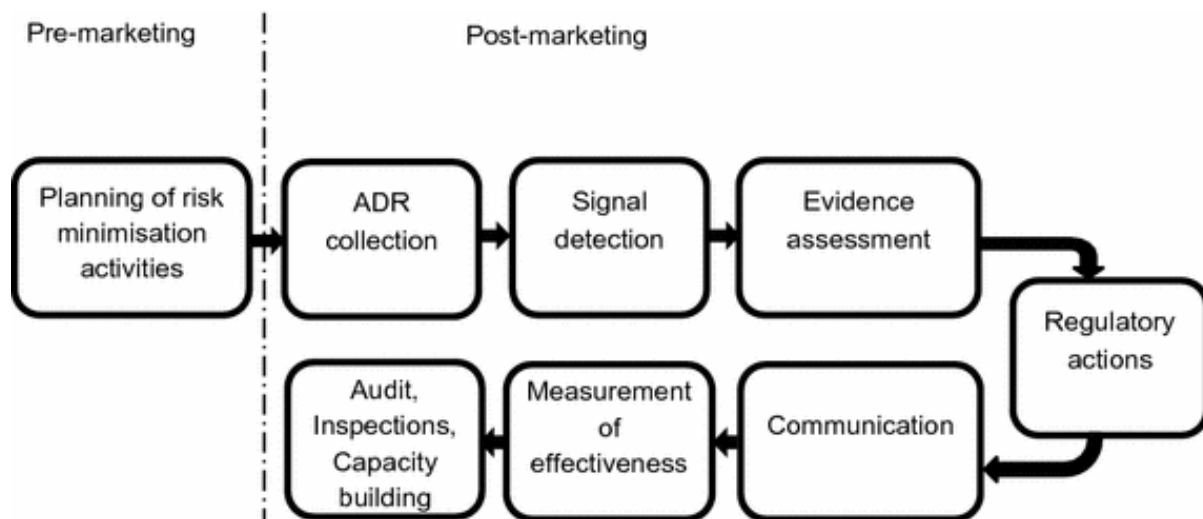 Pre-marketing
Post-marketing
Planning of risk
minimisation
activities
ADR
collection
Signal
detection
Evidence
assessment
Regulatory
actions
Communication
Measurement
of
effectiveness
Audit,
Inspections,
Capacity
building